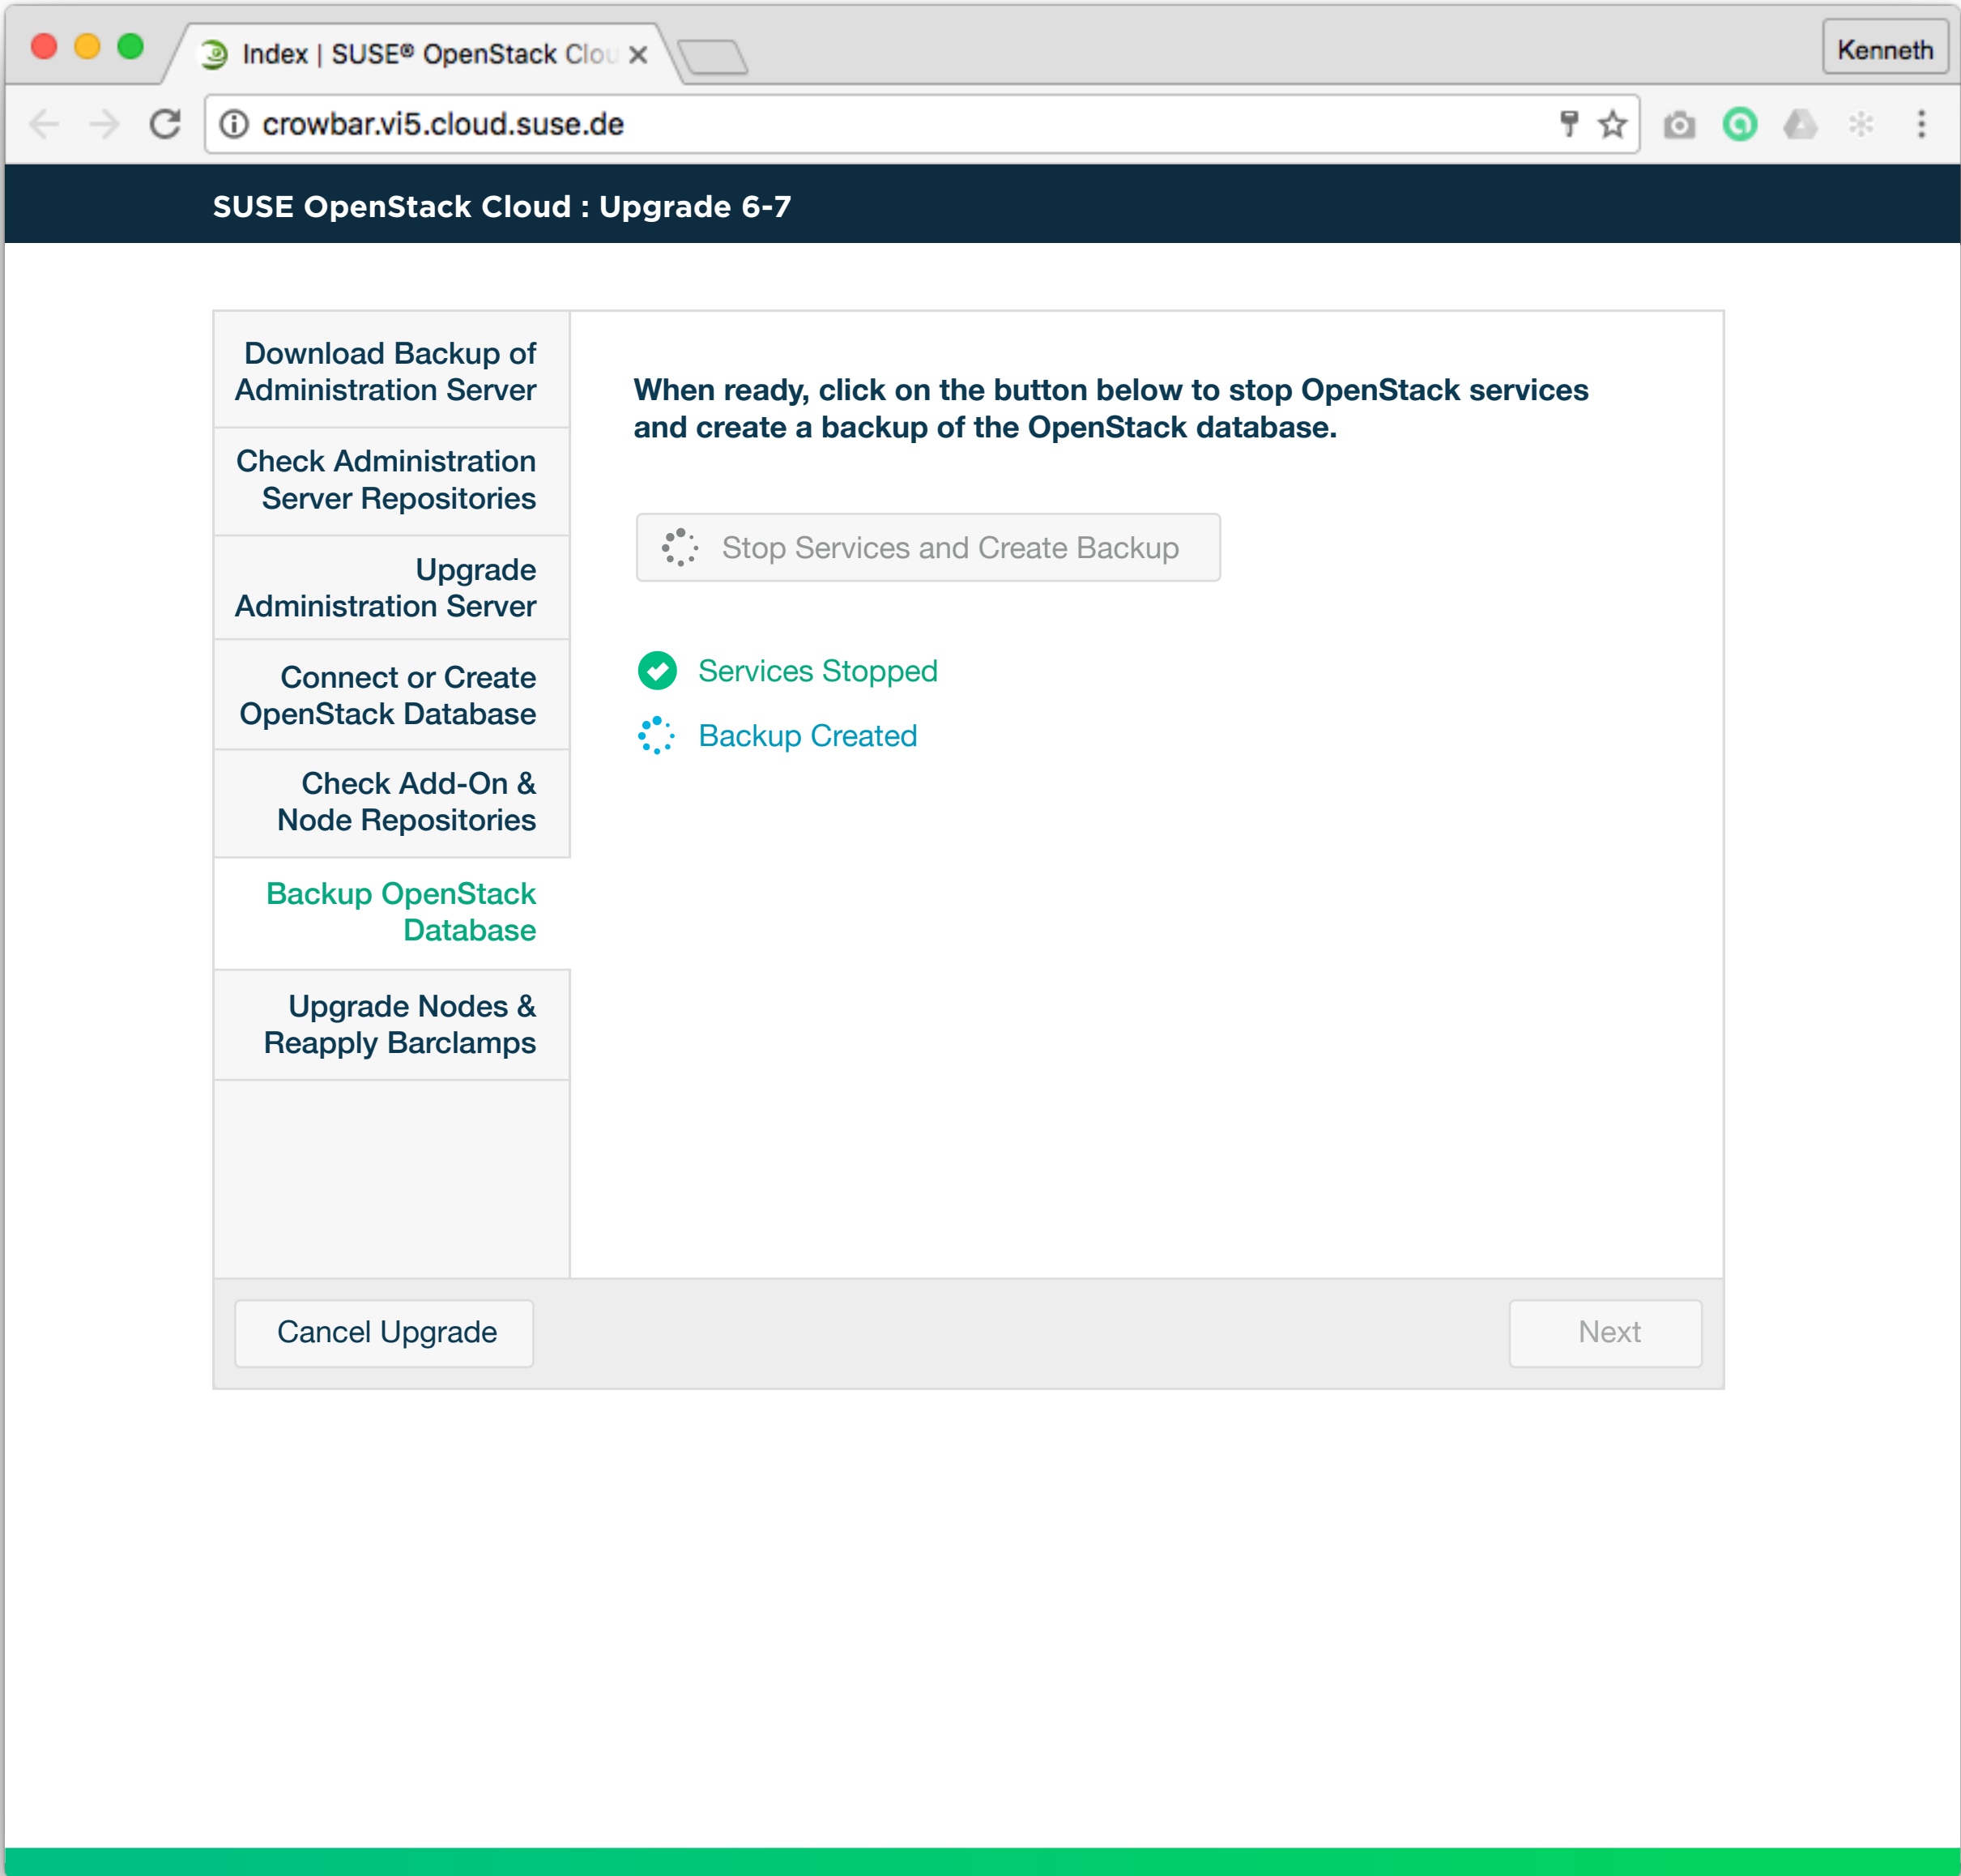 Index | SUSE® OpenStack Clou
Kenneth
crowbar.vi5.cloud.suse.de
SUSE OpenStack Cloud : Upgrade 6-7
Download Backup of
Administration Server
Check Administration
Server Repositories
Upgrade
Administration Server
Connect or Create
OpenStack Database
Check Add-On &
Node Repositories
Backup OpenStack
Database
Upgrade Nodes &
Reapply Barclamps
When ready, click on the button below to stop OpenStack services
and create a backup of the OpenStack database.
Stop Services and Create Backup
Services Stopped
Backup Created
Cancel Upgrade
Next